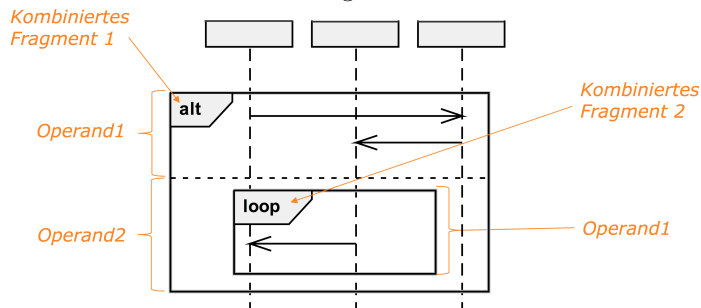 Kombiniertes
Fragment 1
alt
Kombiniertes
Fragment 2
Operand1
loop
Operand2
Operand1